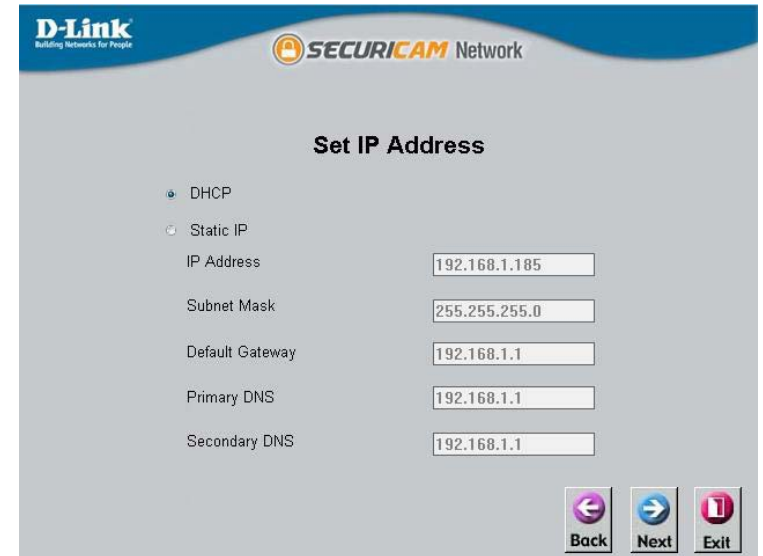 D-Link
Building Networks for People
SECURICAM Network
Set IP Address
DHCP
Static IP
IP Address 192.168.1.185
Subnet Mask 255.255.255.0
Default Gateway 192.168.1.1
Primary DNS 192.168.1.1
Secondary DNS 192.168.1.1
Back Next Exit